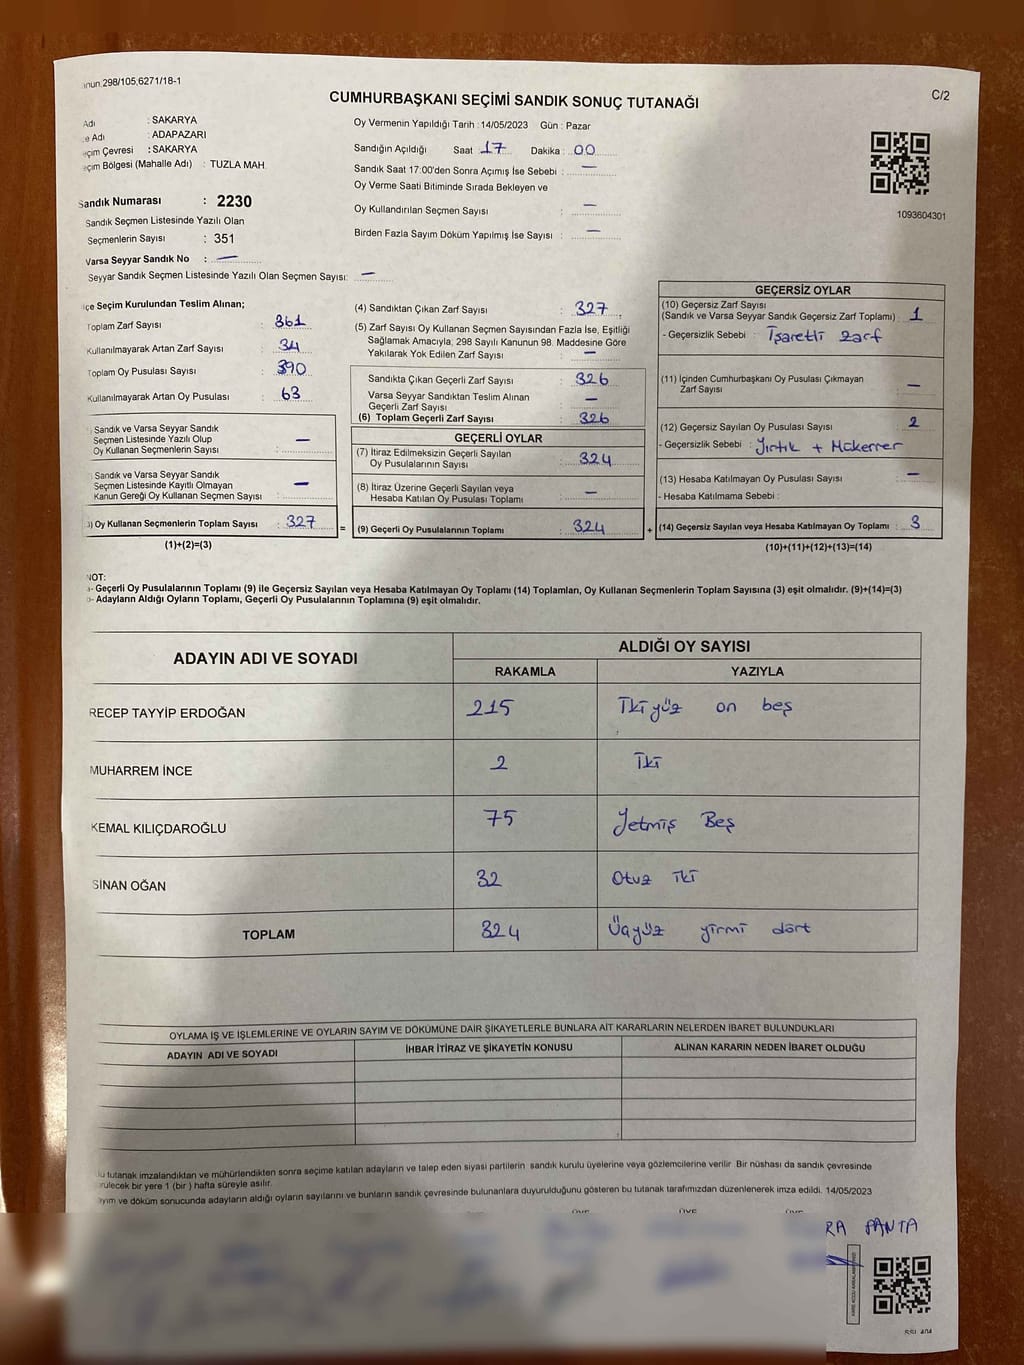 298/105,6271/18-1
C/2
CUMHURBAŞKANI SEÇİMİ SANDIK SONUÇ TUTANAĞI
Adı : SAKARYA
Adı : ADAPAZARI
Çevresi : SAKARYA
Bölgesi (Mahalle Adı) : TUZLA MAH.
Oy Vermenin Yapıldığı Tarih : 14/05/2023 Gün : Pazar
Sandığın Açıldığı Saat 17 Dakika : 00
Sandık Saat 17:00'den Sonra Açımış İse Sebebi : —
Oy Verme Saati Bitiminde Sırada Bekleyen ve
Oy Kullandırılan Seçmen Sayısı : —
Birden Fazla Sayım Döküm Yapılmış İse Sayısı : —
1093604301
Sandık Numarası : 2230
Sandık Seçmen Listesinde Yazılı Olan
Seçmenlerin Sayısı : 351
Varsa Seyyar Sandık No : —
Seyyar Sandık Seçmen Listesinde Yazılı Olan Seçmen Sayısı: —
Seçim Kurulundan Teslim Alınan;
Toplam Zarf Sayısı : 361
Kullanılmayarak Artan Zarf Sayısı : 34
Toplam Oy Pusulası Sayısı : 390
Kullanılmayarak Artan Oy Pusulası : 63
Sandık ve Varsa Seyyar Sandık
Seçmen Listesinde Yazılı Olup
Oy Kullanan Seçmenlerin Sayısı : —
Sandık ve Varsa Seyyar Sandık
Seçmen Listesinde Kayıtlı Olmayan
Kanun Gereği Oy Kullanan Seçmen Sayısı : —
) Oy Kullanan Seçmenlerin Toplam Sayısı : 327
(1)+(2)=(3)
=
(4) Sandıktan Çıkan Zarf Sayısı : 327
(5) Zarf Sayısı Oy Kullanan Seçmen Sayısından Fazla İse, Eşitliği
Sağlamak Amacıyla, 298 Sayılı Kanunun 98. Maddesine Göre
Yakılarak Yok Edilen Zarf Sayısı : —
Sandıkta Çıkan Geçerli Zarf Sayısı : 326
Varsa Seyyar Sandıktan Teslim Alınan
Geçerli Zarf Sayısı : —
(6) Toplam Geçerli Zarf Sayısı : 326
GEÇERLİ OYLAR
(7) İtiraz Edilmeksizin Geçerli Sayılan
Oy Pusulalarının Sayısı : 324
(8) İtiraz Üzerine Geçerli Sayılan veya
Hesaba Katılan Oy Pusulası Toplamı : —
(9) Geçerli Oy Pusulalarının Toplamı : 324
+
GEÇERSİZ OYLAR
(10) Geçersiz Zarf Sayısı
(Sandık ve Varsa Seyyar Sandık Geçersiz Zarf Toplamı) : 1
- Geçersizlik Sebebi : İşaretli zarf
(11) İçinden Cumhurbaşkanı Oy Pusulası Çıkmayan
Zarf Sayısı : —
(12) Geçersiz Sayılan Oy Pusulası Sayısı : 2
- Geçersizlik Sebebi : Yırtık + Mükerrer
(13) Hesaba Katılmayan Oy Pusulası Sayısı : —
- Hesaba Katılmama Sebebi :
(14) Geçersiz Sayılan veya Hesaba Katılmayan Oy Toplamı : 3
(10)+(11)+(12)+(13)=(14)
NOT:
- Geçerli Oy Pusulalarının Toplamı (9) ile Geçersiz Sayılan veya Hesaba Katılmayan Oy Toplamı (14) Toplamları, Oy Kullanan Seçmenlerin Toplam Sayısına (3) eşit olmalıdır. (9)+(14)=(3)
- Adayların Aldığı Oyların Toplamı, Geçerli Oy Pusulalarının Toplamına (9) eşit olmalıdır.
ADAYIN ADI VE SOYADI
ALDIĞI OY SAYISI
RAKAMLA YAZIYLA
RECEP TAYYİP ERDOĞAN 215 İki yüz on beş
MUHARREM İNCE 2 İki
KEMAL KILIÇDAROĞLU 75 Yetmiş Beş
SİNAN OĞAN 32 Otuz iki
TOPLAM 324 Üçyüz yirmi dört
OYLAMA İŞ VE İŞLEMLERİNE VE OYLARIN SAYIM VE DÖKÜMÜNE DAİR ŞİKAYETLERLE BUNLARA AİT KARARLARIN NELERDEN İBARET BULUNDUKLARI
ADAYIN ADI VE SOYADI İHBAR İTİRAZ VE ŞİKAYETİN KONUSU ALINAN KARARIN NEDEN İBARET OLDUĞU
tutanak imzalandıktan ve mühürlendikten sonra seçime katılan adayların ve talep eden siyasi partilerin sandık kurulu üyelerine veya gözlemcilerine verilir Bir nüshası da sandık çevresinde
bir yere 1 (bir ) hafta süreyle asılır.
ve döküm sonucunda adayların aldığı oyların sayılarını ve bunların sandık çevresinde bulunanlara duyurulduğunu gösteren bu tutanak tarafımızdan düzenlenerek imza edildi. 14/05/2023
RA PANTA